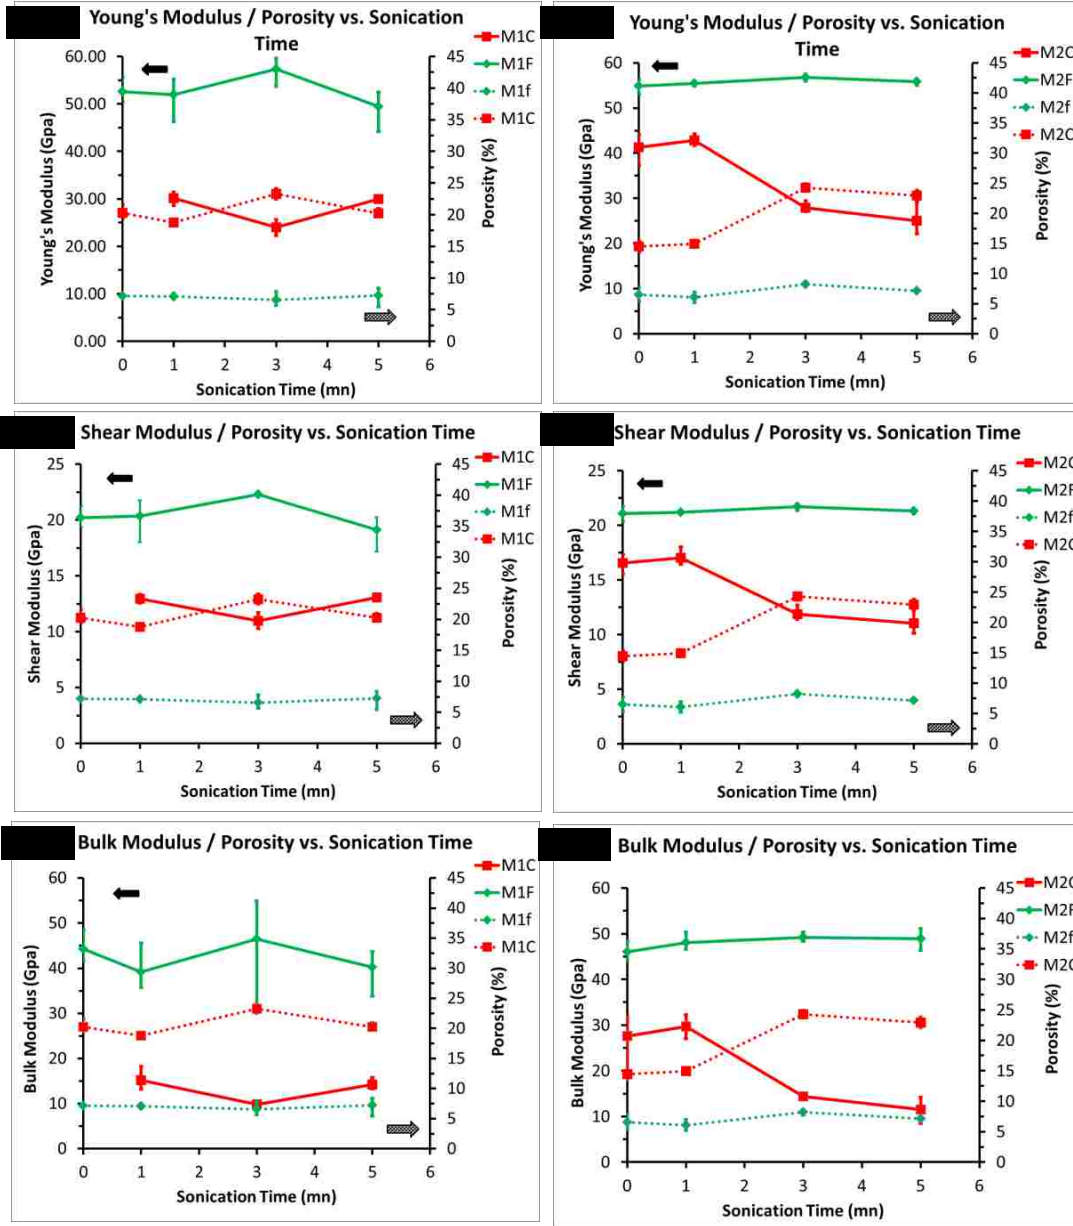 Young's Modulus / Porosity vs. Sonication
Time
M1C
M1F
M1f
M1C
60.00
50.00
40.00
30.00
20.00
10.00
0.00
Young's Modulus (Gpa)
45
40
35
30
25
20
15
10
5
0
Porosity (%)
0 1 2 3 4 5 6
Sonication Time (mn)
Young's Modulus / Porosity vs. Sonication
Time
M2C
M2F
M2f
M2C
60
50
40
30
20
10
0
Young's Modulus (Gpa)
45
40
35
30
25
20
15
10
5
0
Porosity (%)
0 1 2 3 4 5 6
Sonication Time (mn)
Shear Modulus / Porosity vs. Sonication Time
M1C
M1F
M1f
M1C
25
20
15
10
5
0
Shear Modulus (Gpa)
45
40
35
30
25
20
15
10
5
0
Porosity (%)
0 1 2 3 4 5 6
Sonication Time (mn)
Shear Modulus / Porosity vs. Sonication Time
M2C
M2F
M2f
M2C
25
20
15
10
5
0
Shear Modulus (Gpa)
45
40
35
30
25
20
15
10
5
0
Porosity (%)
0 1 2 3 4 5 6
Sonication Time (mn)
Bulk Modulus / Porosity vs. Sonication Time
M1C
M1F
M1f
M1C
60
50
40
30
20
10
0
Bulk Modulus (Gpa)
45
40
35
30
25
20
15
10
5
0
Porosity (%)
0 1 2 3 4 5 6
Sonication Time (mn)
Bulk Modulus / Porosity vs. Sonication Time
M2C
M2F
M2f
M2C
60
50
40
30
20
10
0
Bulk Modulus (Gpa)
45
40
35
30
25
20
15
10
5
0
Porosity (%)
0 1 2 3 4 5 6
Sonication Time (mn)